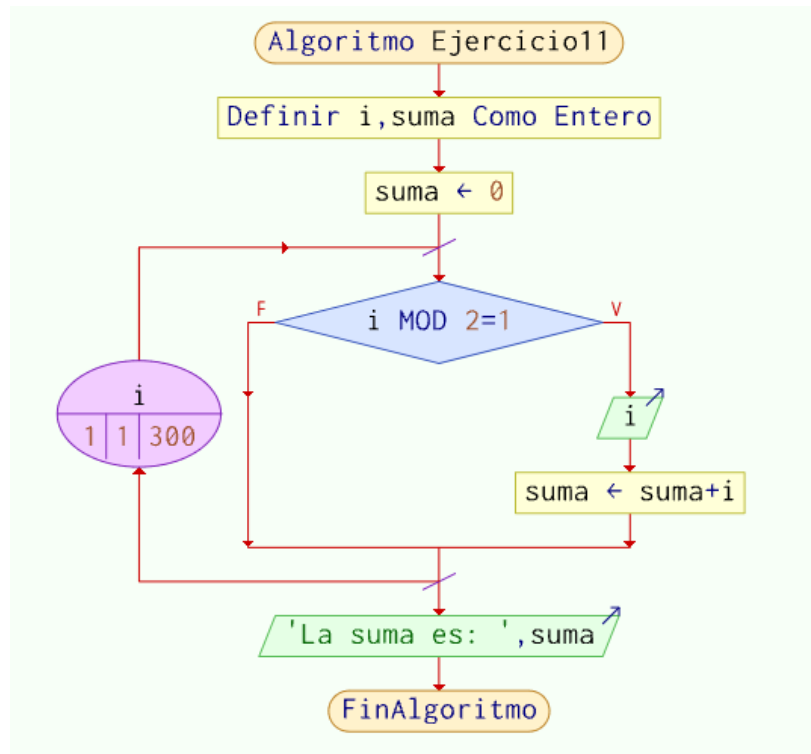 Algoritmo Ejercicio11
Definir i,suma Como Entero
suma ← 0
F
i MOD 2=1
V
i
1 1 300
i
suma ← suma+i
'La suma es: ',suma
FinAlgoritmo